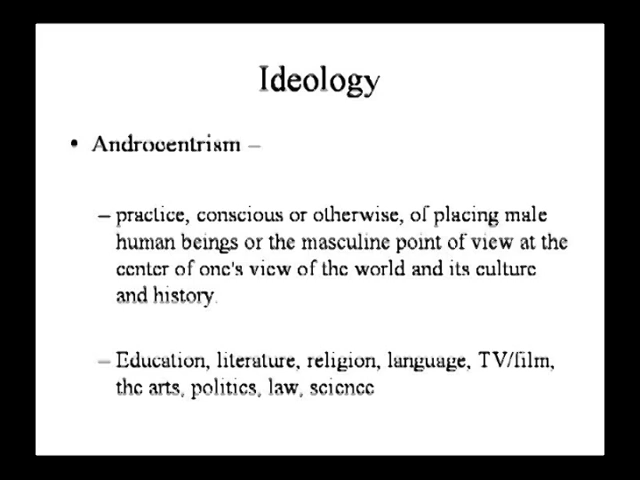 Ideology
• Androcentrism –
– practice, conscious or otherwise, of placing male
human beings or the masculine point of view at the
center of one's view of the world and its culture
and history.
– Education, literature, religion, language, TV/film,
the arts, politics, law, science